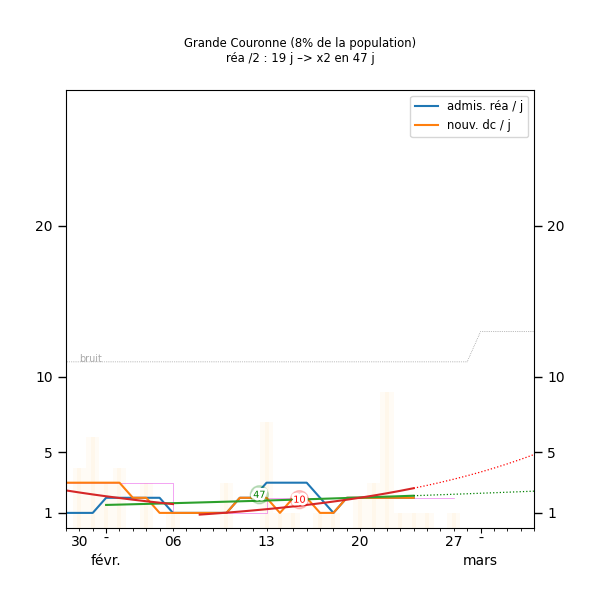 Grande Couronne (8% de la population)
réa /2 : 19 j –> x2 en 47 j
admis. réa / j
nouv. dc / j
20 20
bruit
10 10
5 5
47 10
1 1
30 - 06 13 20 27 -
févr. mars